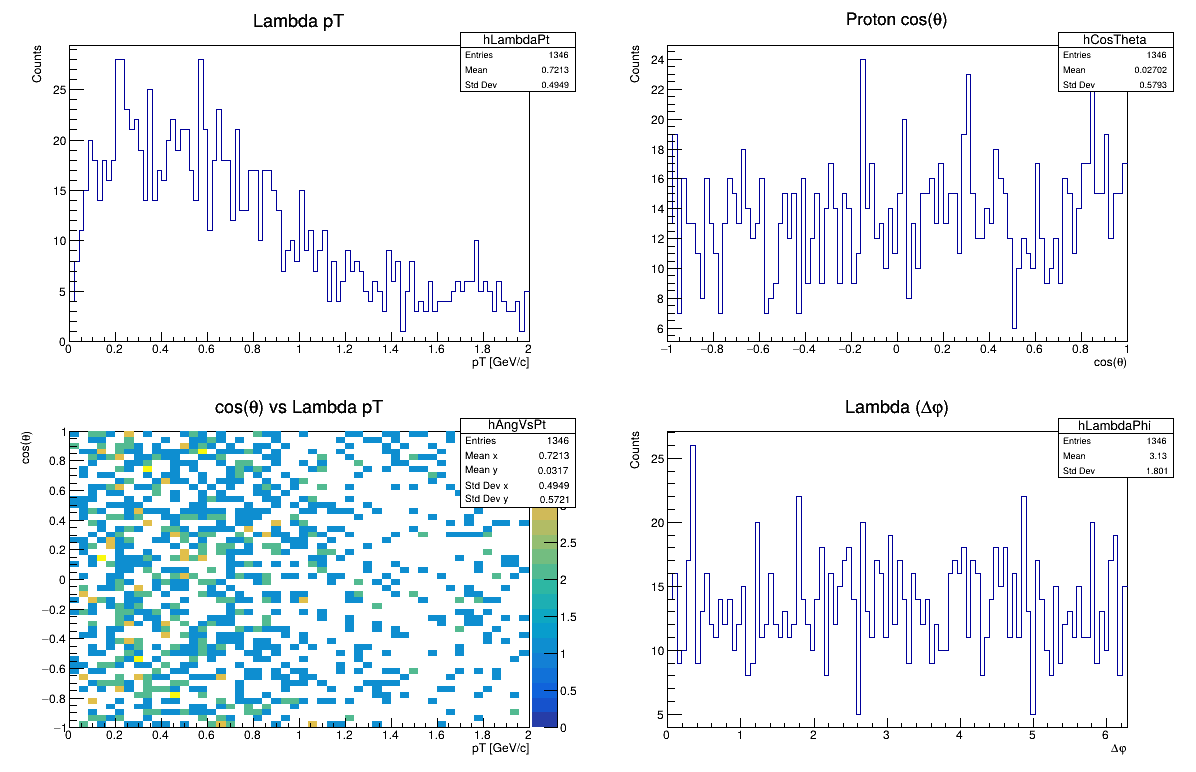 Lambda pT
Counts
hLambdaPt
Entries 1346
Mean 0.7213
Std Dev 0.4949
25
20
15
10
5
0
0 0.2 0.4 0.6 0.8 1 1.2 1.4 1.6 1.8 2
pT [GeV/c]
Proton cos(θ)
Counts
hCosTheta
Entries 1346
Mean 0.02702
Std Dev 0.5793
24
22
20
18
16
14
12
10
8
6
−1 −0.8 −0.6 −0.4 −0.2 0 0.2 0.4 0.6 0.8 1
cos(θ)
cos(θ) vs Lambda pT
cos(θ)
hAngVsPt
Entries 1346
Mean x 0.7213
Mean y 0.0317
Std Dev x 0.4949
Std Dev y 0.5721
1
0.8
0.6
0.4
0.2
0
−0.2
−0.4
−0.6
−0.8
−1
0 0.2 0.4 0.6 0.8 1 1.2 1.4 1.6 1.8 2
pT [GeV/c]
2.5
2
1.5
1
0.5
0
Lambda (Δφ)
Counts
hLambdaPhi
Entries 1346
Mean 3.13
Std Dev 1.801
25
20
15
10
5
0 1 2 3 4 5 6
Δφ